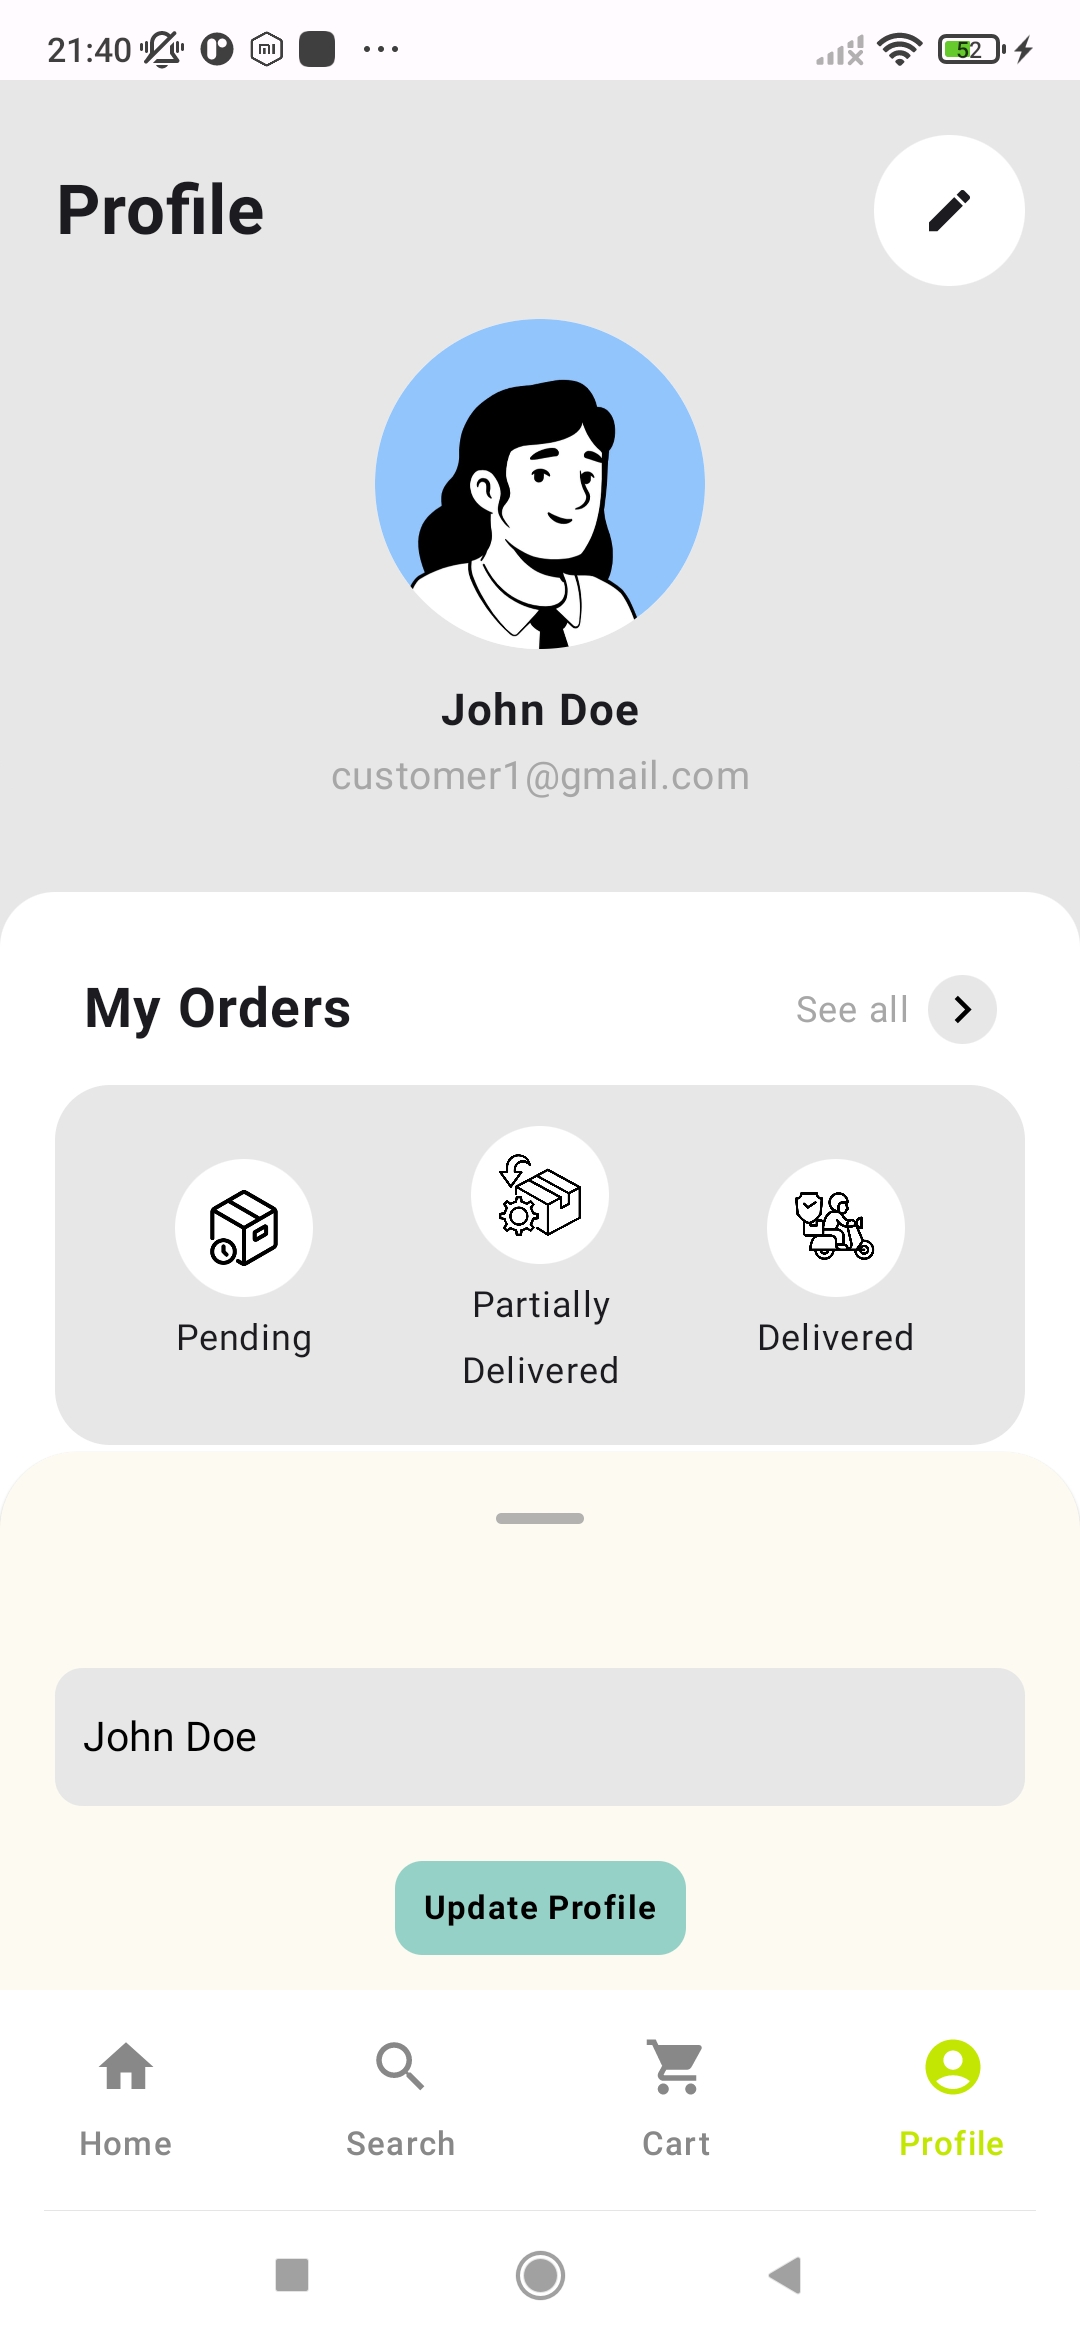 21:40
52
Profile
John Doe
customer1@gmail.com
My Orders
See all
Pending
Partially
Delivered
Delivered
John Doe
Update Profile
Home
Search
Cart
Profile